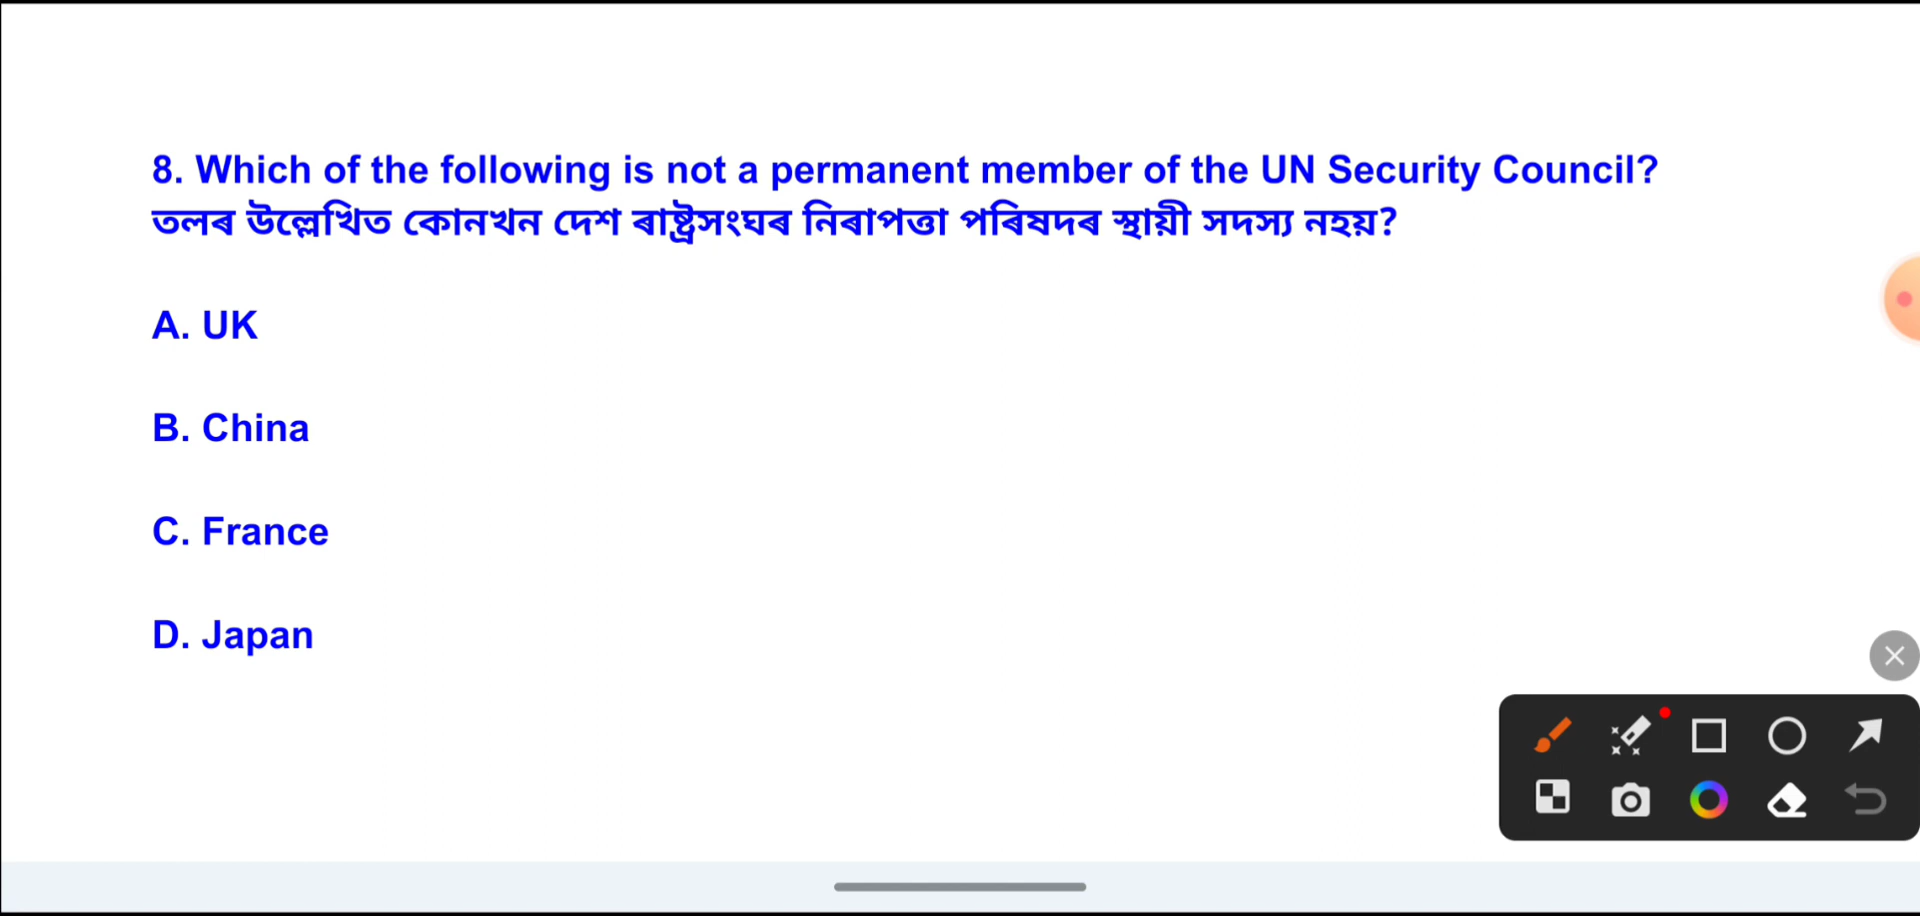 8. Which of the following is not a permanent member of the UN Security Council?
তলৰ উল্লেখিত কোনখন দেশ ৰাষ্ট্ৰসংঘৰ নিৰাপত্তা পৰিষদৰ স্থায়ী সদস্য নহয়?
A. UK
B. China
C. France
D. Japan